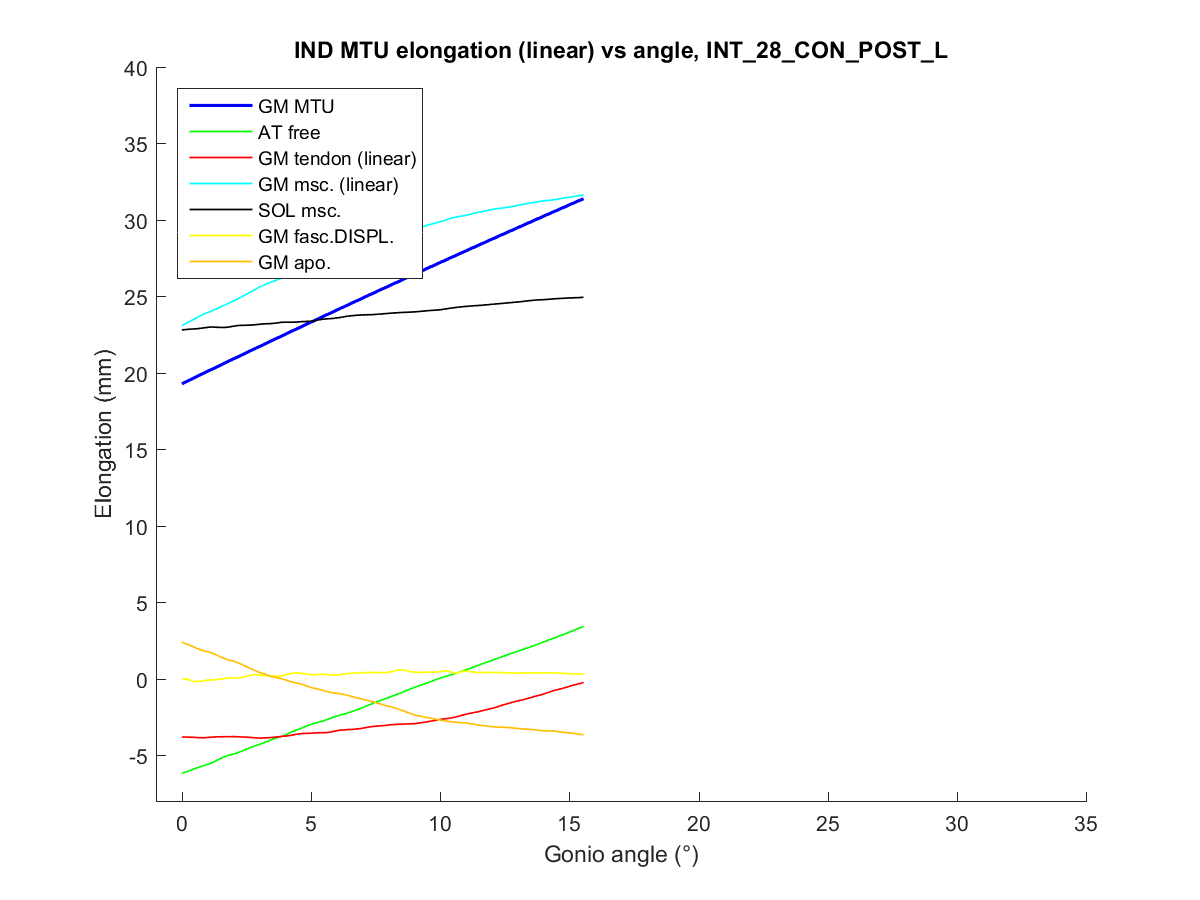 IND MTU elongation (linear) vs angle, INT_28_CON_POST_L
40
35
30
25
20
15
10
5
0
-5
Elongation (mm)
GM MTU
AT free
GM tendon (linear)
GM msc. (linear)
SOL msc.
GM fasc.DISPL.
GM apo.
0 5 10 15 20 25 30 35
Gonio angle (°)